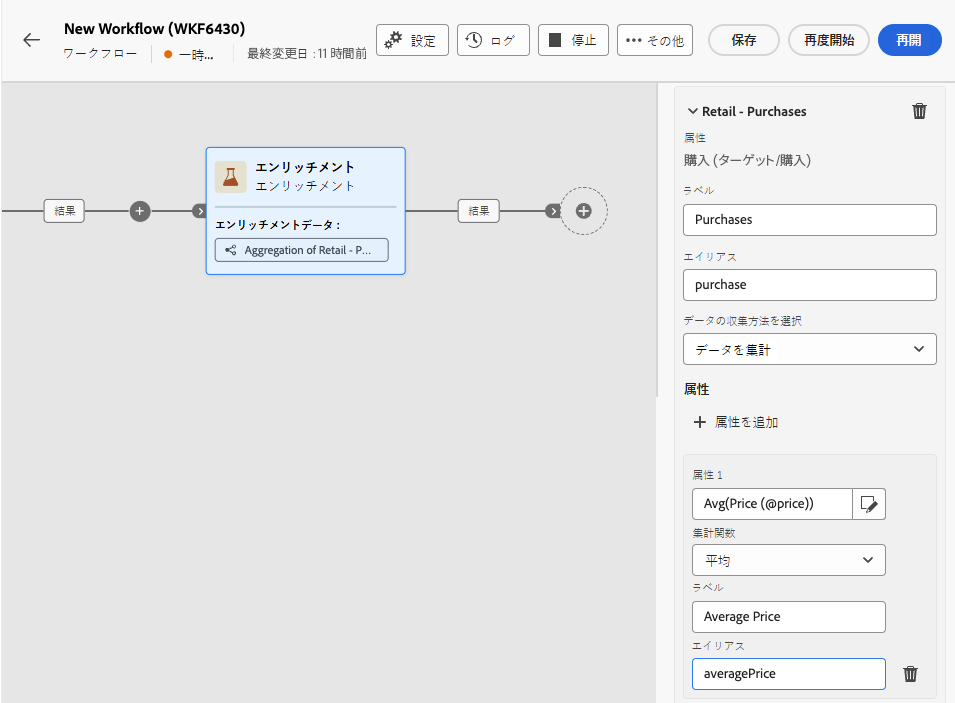 New Workflow (WKF6430)
ワークフロー
一時...
最終変更日 : 11 時間前
設定
ログ
停止
••• その他
保存
再度開始
再開
結果
エンリッチメント
エンリッチメント
エンリッチメントデータ :
Aggregation of Retail - P...
結果
Retail - Purchases
属性
購入 (ターゲット/購入)
ラベル
Purchases
エイリアス
purchase
データの収集方法を選択
データを集計
属性
属性を追加
属性 1
Avg(Price (@price))
集計関数
平均
ラベル
Average Price
エイリアス
averagePrice